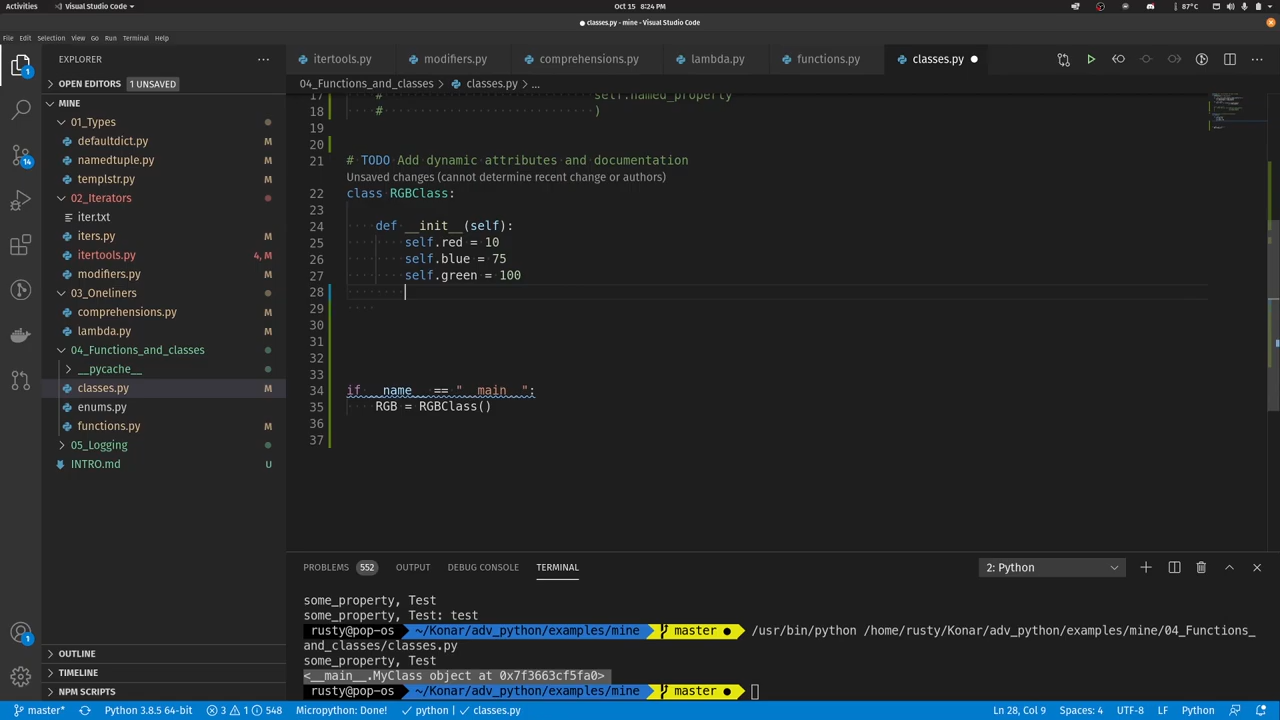 Activities
Visual Studio Code
Oct 15 8:24 PM
87°C
● classes.py - mine - Visual Studio Code
File Edit Selection View Go Run Terminal Help
EXPLORER
itertools.py
modifiers.py
comprehensions.py
lambda.py
functions.py
classes.py
OPEN EDITORS 1 UNSAVED
04_Functions_and_classes > classes.py > ...
MINE
01_Types
defaultdict.py M
namedtuple.py M
templstr.py M
02_Iterators
iter.txt
iters.py M
itertools.py 4, M
modifiers.py M
03_Oneliners
comprehensions.py M
lambda.py M
04_Functions_and_classes
__pycache__
classes.py M
enums.py
functions.py M
05_Logging
INTRO.md U
OUTLINE
TIMELINE
NPM SCRIPTS
1
14
1
17 # self.named_property
18 # )
19
20
21 # TODO Add dynamic attributes and documentation
Unsaved changes (cannot determine recent change or authors)
22 class RGBClass:
23
24 def __init__(self):
25 self.red = 10
26 self.blue = 75
27 self.green = 100
28
29
30
31
32
33
34 if __name__ == "__main__":
35 RGB = RGBClass()
36
37
PROBLEMS 552 OUTPUT DEBUG CONSOLE TERMINAL
2: Python
some_property, Test
some_property, Test: test
rusty@pop-os ~/Konar/adv_python/examples/mine master ● /usr/bin/python /home/rusty/Konar/adv_python/examples/mine/04_Functions_
and_classes/classes.py
some_property, Test
<__main__.MyClass object at 0x7f3663cf5fa0>
rusty@pop-os ~/Konar/adv_python/examples/mine master ●
master* Python 3.8.5 64-bit 3 1 548 Micropython: Done! python | classes.py Ln 28, Col 9 Spaces: 4 UTF-8 LF Python